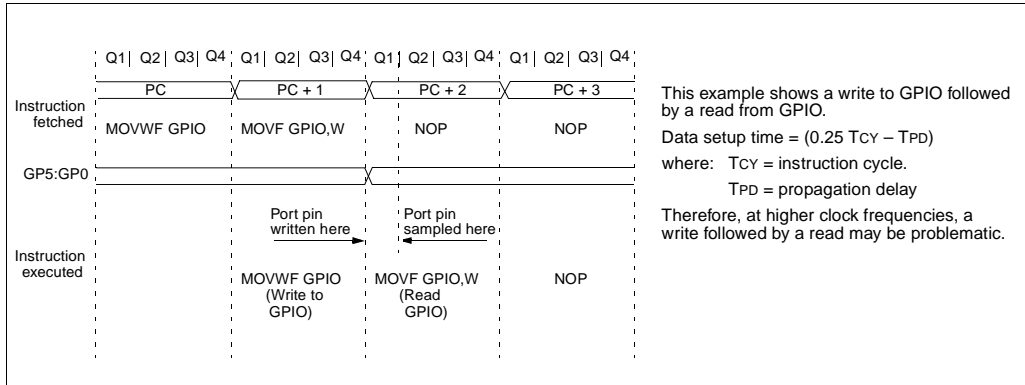 Q1| Q2| Q3| Q4 Q1| Q2| Q3| Q4 Q1| Q2| Q3| Q4 Q1| Q2| Q3| Q4
PC PC + 1 PC + 2 PC + 3
Instruction
fetched
MOVWF GPIO MOVF GPIO,W NOP NOP
GP5:GP0
Port pin
written here
Port pin
sampled here
Instruction
executed
MOVWF GPIO
(Write to
GPIO)
MOVF GPIO,W
(Read
GPIO)
NOP
This example shows a write to GPIO followed
by a read from GPIO.
Data setup time = (0.25 TCY – TPD)
where: TCY = instruction cycle.
TPD = propagation delay
Therefore, at higher clock frequencies, a
write followed by a read may be problematic.